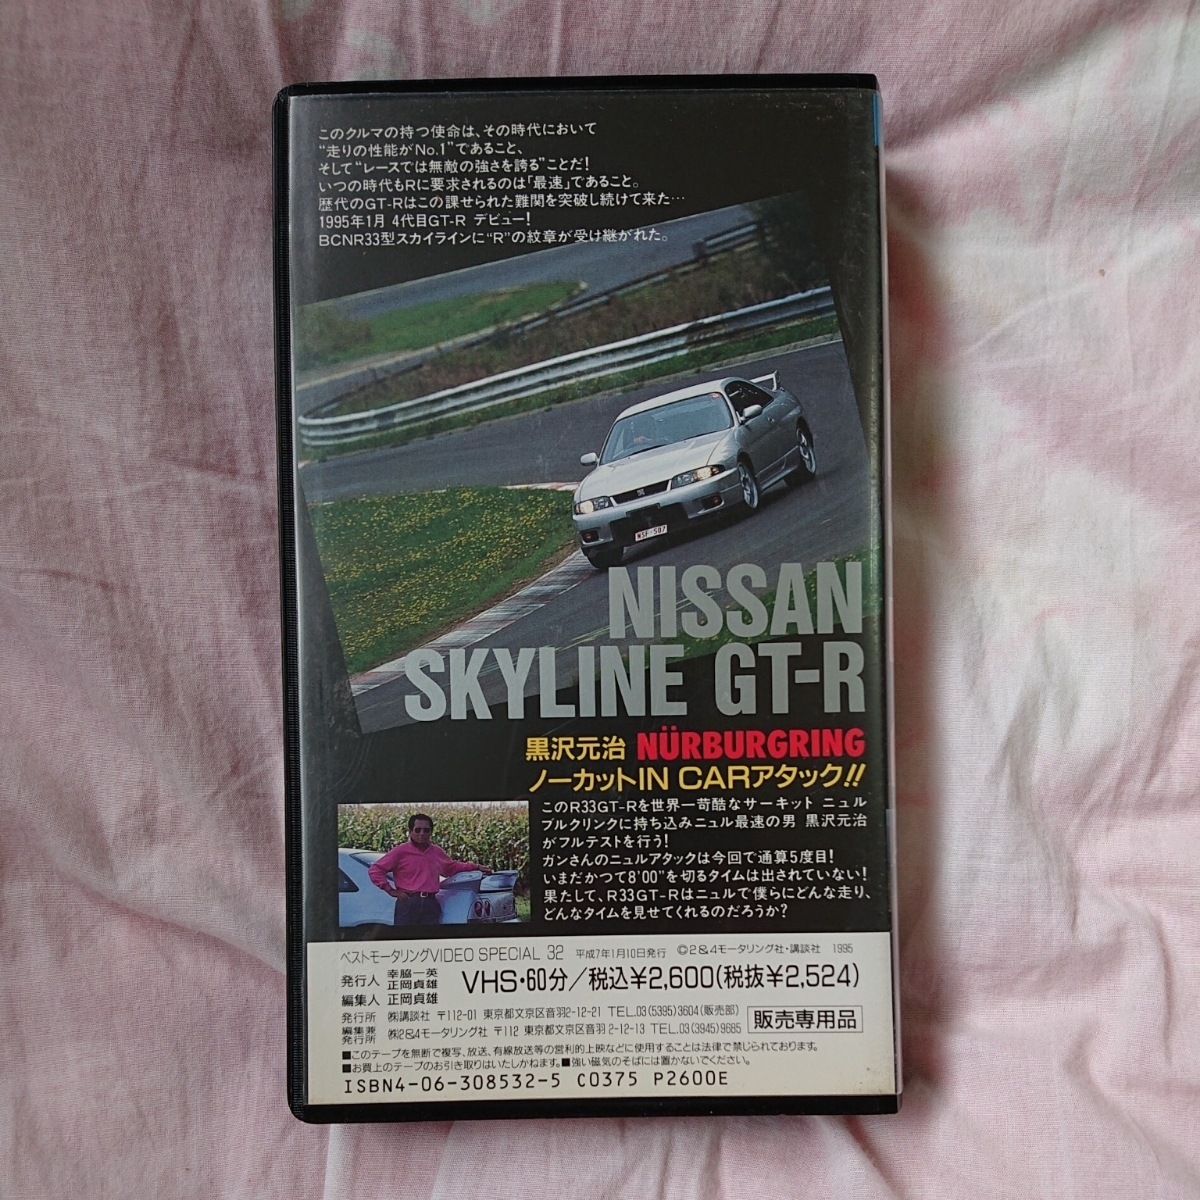 このクルマの持つ使命は、その時代において
“走りの性能がNo.1”であること、
そして“レースでは無敵の強さを誇る”ことだ!
いつの時代もRに要求されるのは「最速」であること。
歴代のGT-Rはこの課せられた難関を突破し続けて来た…
1995年1月 4代目GT-R デビュー!
BCNR33型スカイラインに“R”の紋章が受け継がれた。
WSF·507
NISSAN
SKYLINE GT-R
黒沢元治 NÜRBURGRING
ノーカットIN CARアタック!!
このR33GT-Rを世界一苛酷なサーキット ニュル
ブルクリンクに持ち込みニュル最速の男 黒沢元治
がフルテストを行う!
ガンさんのニュルアタックは今回で通算5度目!
いまだかつて8'00"を切るタイムは出されていない!
果たして、R33GT-Rはニュルで僕らにどんな走り、
どんなタイムを見せてくれるのだろうか?
ベストモータリングVIDEO SPECIAL 32 平成7年1月10日発行 ©2&4モータリング社・講談社 1995
発行人 幸脇一英 正岡貞雄 VHS・60分/税込¥2,600(税抜¥2,524)
編集人 正岡貞雄
発行所 ㈱講談社 〒112-01 東京都文京区音羽2-12-21 TEL.03(5395)3604(販売部)
編集兼発行所 ㈱2&4モータリング社 〒112 東京都文京区音羽2-12-13 TEL.03(3945)9685 販売専用品
■このテープを無断で複写、放送、有線放送等の営利的上映などに使用することは法律で禁じられております。
■お買上のテープのお引き取りはいたしかねます。■強い磁気のそばには置かないでください。
ISBN4-06-308532-5 C0375 P2600E